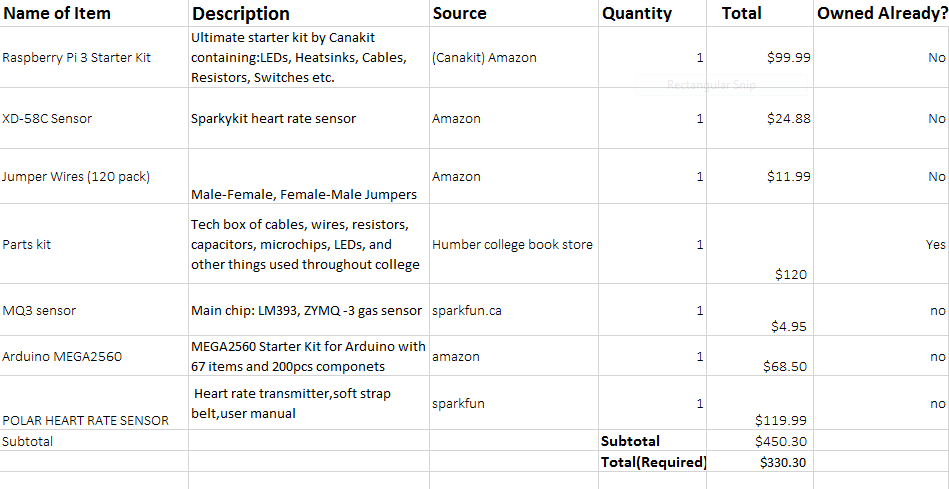 Name of Item Description Source Quantity Total Owned Already?
Ultimate starter kit by Canakit
Raspberry Pi 3 Starter Kit containing:LEDs, Heatsinks, Cables, (Canakit) Amazon 1 $99.99 No
Resistors, Switches etc.
Rectangular Snip
XD-58C Sensor Sparkykit heart rate sensor Amazon 1 $24.88 No
Jumper Wires (120 pack) Amazon 1 $11.99 No
Male-Female, Female-Male Jumpers
Tech box of cables, wires, resistors,
Parts kit capacitors, microchips, LEDs, and Humber college book store 1 Yes
other things used throughout college
$120
MQ3 sensor Main chip: LM393, ZYMQ -3 gas sensor sparkfun.ca 1 no
$4.95
MEGA2560 Starter Kit for Arduino with
Arduino MEGA2560 amazon 1 no
67 items and 200pcs componets $68.50
Heart rate transmitter,soft strap
sparkfun 1 no
belt,user manual
POLAR HEART RATE SENSOR $119.99
Subtotal Subtotal $450.30
Total(Required) $330.30